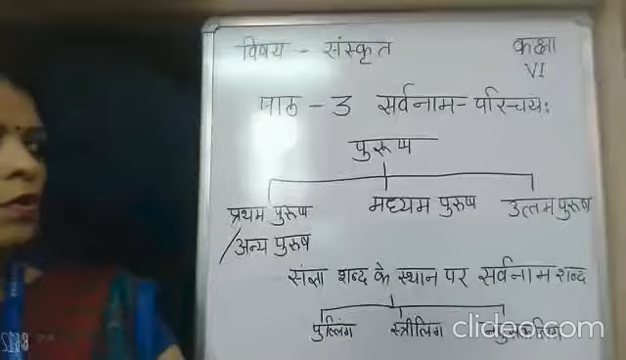 विषय - संस्कृत कक्षा
VI
पाठ - 3 सर्वनाम - परिचयः
पुरूष
प्रथम पुरूष मध्यम पुरूष उत्तम पुरूष
/अन्य पुरूष
संज्ञा शब्द के स्थान पर सर्वनाम शब्द
पुल्लिंग स्त्रीलिंग
clideo.com